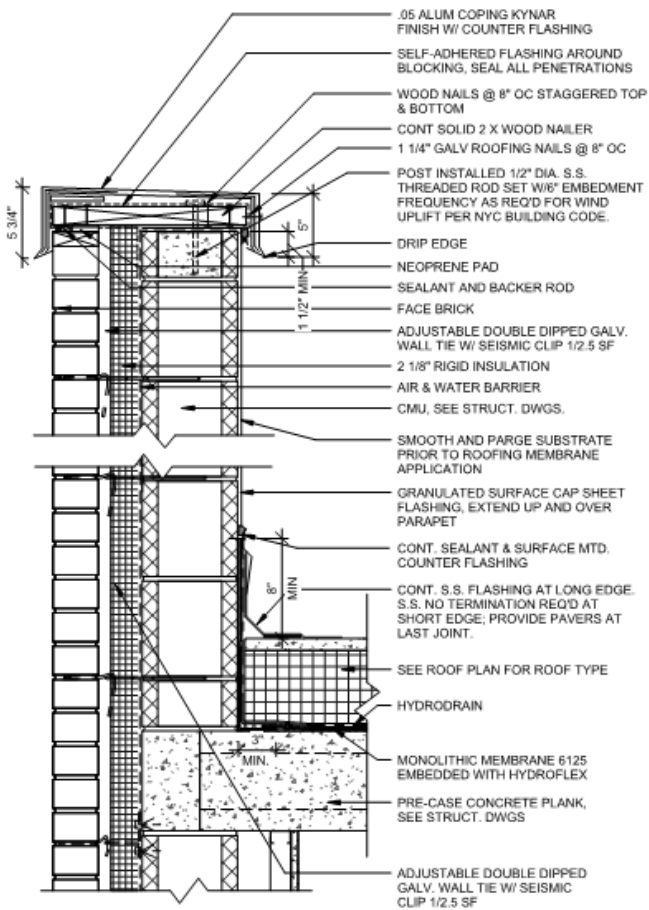 .05 ALUM COPING KYNAR
FINISH W/ COUNTER FLASHING
SELF-ADHERED FLASHING AROUND
BLOCKING, SEAL ALL PENETRATIONS
WOOD NAILS @ 8" OC STAGGERED TOP
& BOTTOM
CONT SOLID 2 X WOOD NAILER
1 1/4" GALV ROOFING NAILS @ 8" OC
POST INSTALLED 1/2" DIA. S.S.
THREADED ROD SET W/6" EMBEDMENT
FREQUENCY AS REQ'D FOR WIND
UPLIFT PER NYC BUILDING CODE.
5 3/4"
5"
1 1/2" MIN
DRIP EDGE
NEOPRENE PAD
SEALANT AND BACKER ROD
FACE BRICK
ADJUSTABLE DOUBLE DIPPED GALV.
WALL TIE W/ SEISMIC CLIP 1/2.5 SF
2 1/8" RIGID INSULATION
AIR & WATER BARRIER
CMU, SEE STRUCT. DWGS.
SMOOTH AND PARGE SUBSTRATE
PRIOR TO ROOFING MEMBRANE
APPLICATION
GRANULATED SURFACE CAP SHEET
FLASHING, EXTEND UP AND OVER
PARAPET
CONT. SEALANT & SURFACE MTD.
COUNTER FLASHING
8"
MIN
CONT. S.S. FLASHING AT LONG EDGE.
S.S. NO TERMINATION REQ'D AT
SHORT EDGE; PROVIDE PAVERS AT
LAST JOINT.
SEE ROOF PLAN FOR ROOF TYPE
HYDRODRAIN
3"
MIN.
MONOLITHIC MEMBRANE 6125
EMBEDDED WITH HYDROFLEX
PRE-CASE CONCRETE PLANK,
SEE STRUCT. DWGS
ADJUSTABLE DOUBLE DIPPED
GALV. WALL TIE W/ SEISMIC
CLIP 1/2.5 SF